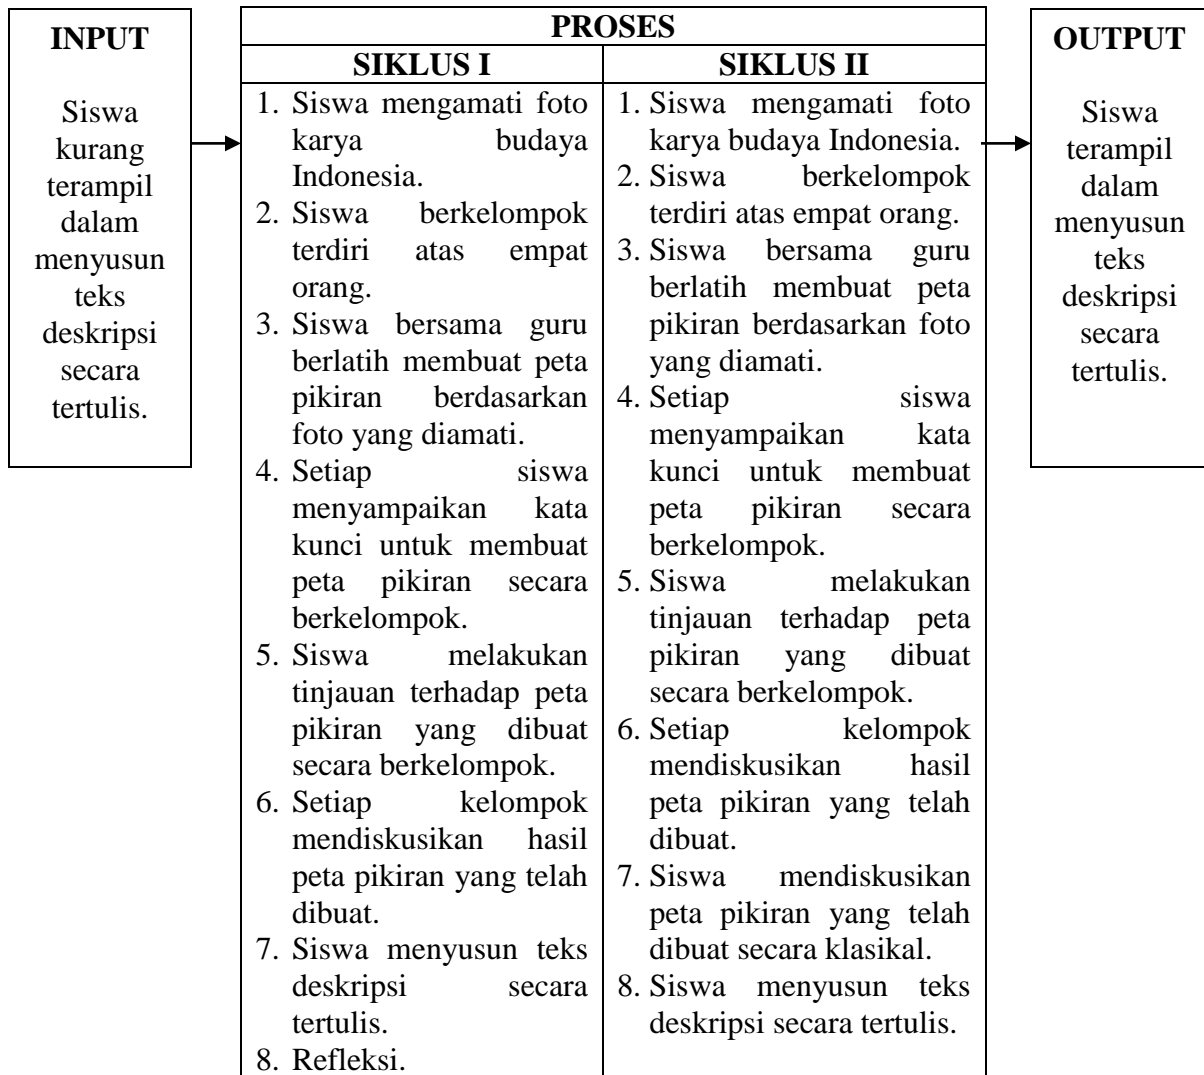 INPUT
Siswa
kurang
terampil
dalam
menyusun
teks
deskripsi
secara
tertulis.
PROSES
SIKLUS I
1. Siswa mengamati foto
karya budaya
Indonesia.
2. Siswa berkelompok
terdiri atas empat
orang.
3. Siswa bersama guru
berlatih membuat peta
pikiran berdasarkan
foto yang diamati.
4. Setiap siswa
menyampaikan kata
kunci untuk membuat
peta pikiran secara
berkelompok.
5. Siswa melakukan
tinjauan terhadap peta
pikiran yang dibuat
secara berkelompok.
6. Setiap kelompok
mendiskusikan hasil
peta pikiran yang telah
dibuat.
7. Siswa menyusun teks
deskripsi secara
tertulis.
8. Refleksi.
SIKLUS II
1. Siswa mengamati foto
karya budaya Indonesia.
2. Siswa berkelompok
terdiri atas empat orang.
3. Siswa bersama guru
berlatih membuat peta
pikiran berdasarkan foto
yang diamati.
4. Setiap siswa
menyampaikan kata
kunci untuk membuat
peta pikiran secara
berkelompok.
5. Siswa melakukan
tinjauan terhadap peta
pikiran yang dibuat
secara berkelompok.
6. Setiap kelompok
mendiskusikan hasil
peta pikiran yang telah
dibuat.
7. Siswa mendiskusikan
peta pikiran yang telah
dibuat secara klasikal.
8. Siswa menyusun teks
deskripsi secara tertulis.
OUTPUT
Siswa
terampil
dalam
menyusun
teks
deskripsi
secara
tertulis.